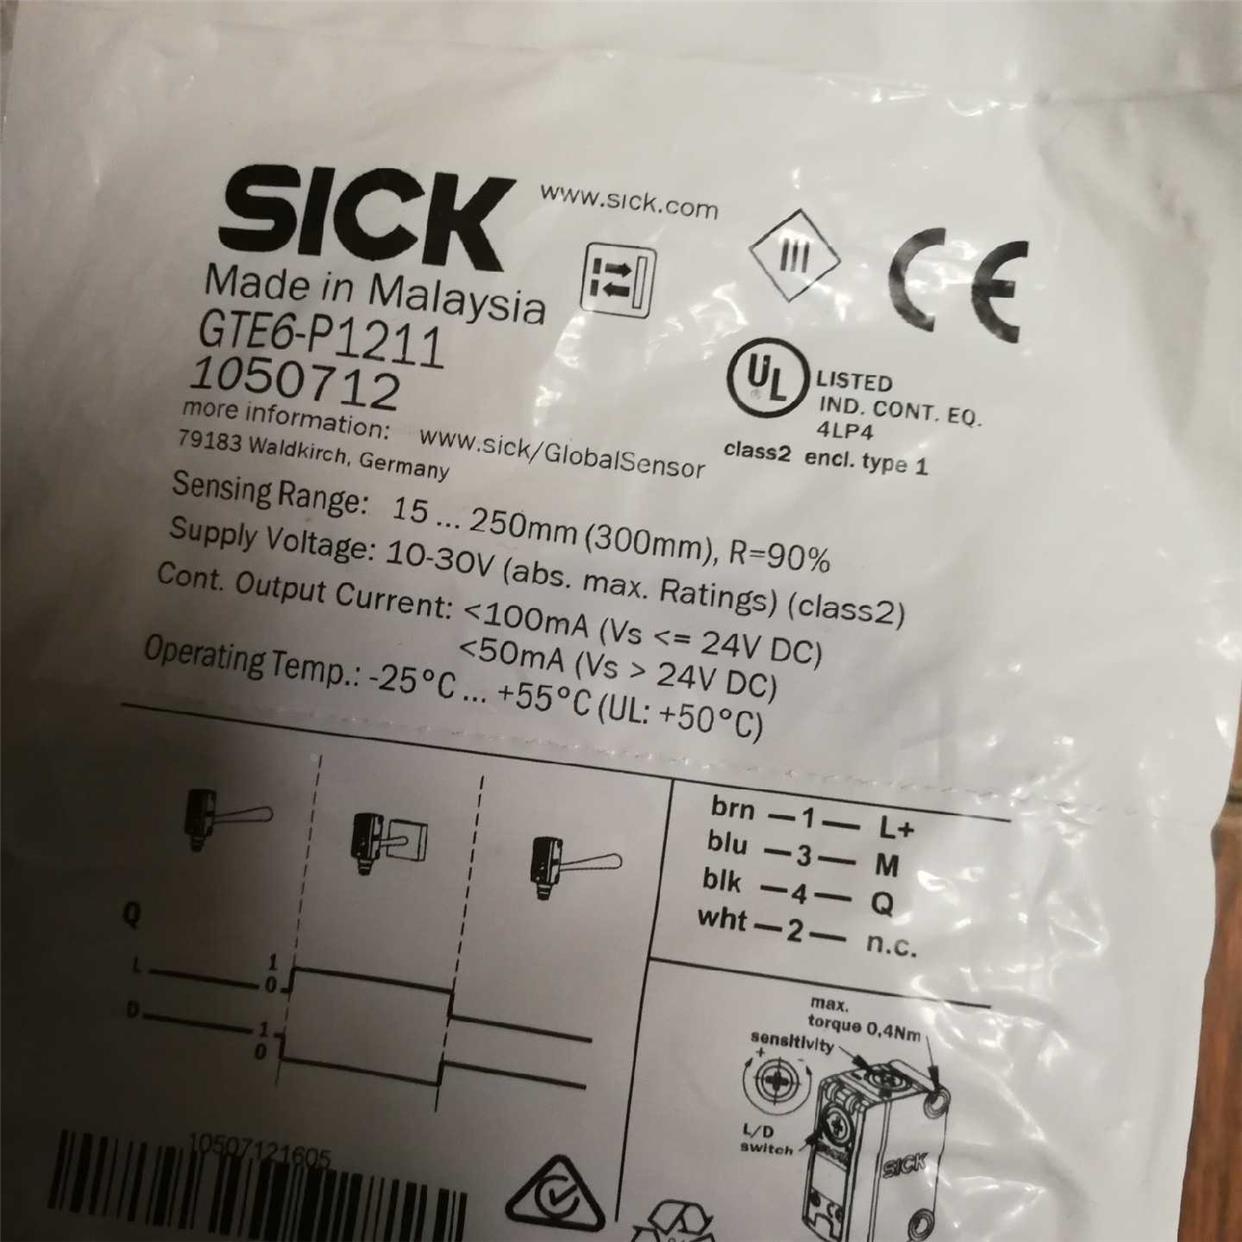 SICK www.sick.com
Made in Malaysia
GTE6-P1211
1050712
more information: www.sick/GlobalSensor
79183 Waldkirch, Germany
III
CE
UL LISTED
®
IND. CONT. EQ.
4LP4
class2 encl. type 1
Sensing Range: 15 ... 250mm (300mm), R=90%
Supply Voltage: 10-30V (abs. max. Ratings) (class2)
Cont. Output Current: <100mA (Vs <= 24V DC)
<50mA (Vs > 24V DC)
Operating Temp.: -25°C ... +55°C (UL: +50°C)
Q
L 1
0
D 1
0
brn —1— L+
blu —3— M
blk —4— Q
wht —2— n.c.
max.
torque 0,4Nm
sensitivity
+ -
L/D
switch
SICK
10507121605